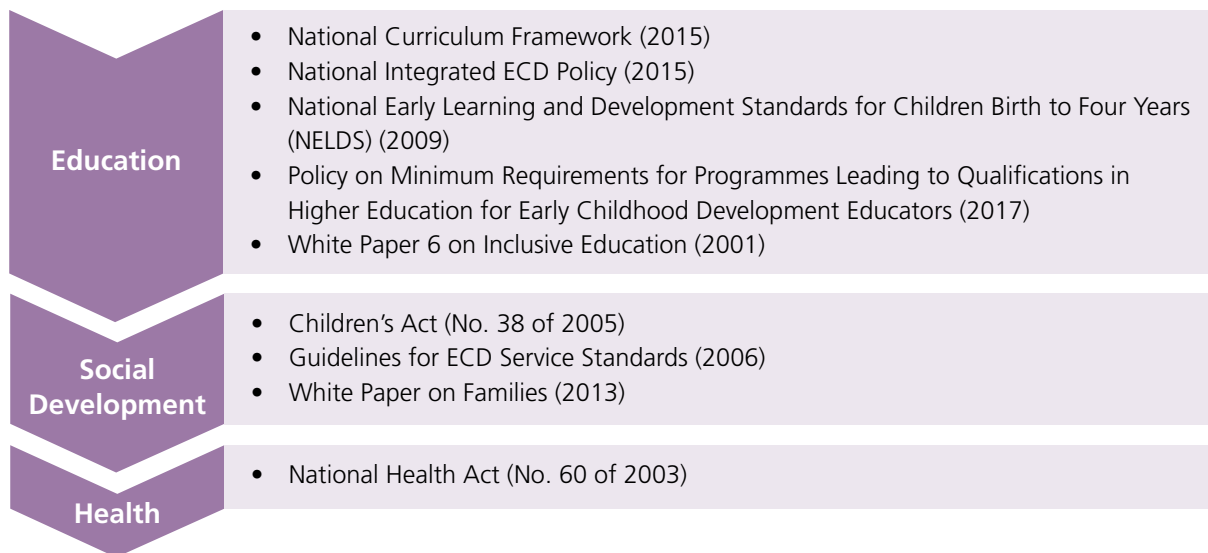 Education
• National Curriculum Framework (2015)
• National Integrated ECD Policy (2015)
• National Early Learning and Development Standards for Children Birth to Four Years
(NELDS) (2009)
• Policy on Minimum Requirements for Programmes Leading to Qualifications in
Higher Education for Early Childhood Development Educators (2017)
• White Paper 6 on Inclusive Education (2001)
Social
Development
• Children’s Act (No. 38 of 2005)
• Guidelines for ECD Service Standards (2006)
• White Paper on Families (2013)
Health
• National Health Act (No. 60 of 2003)